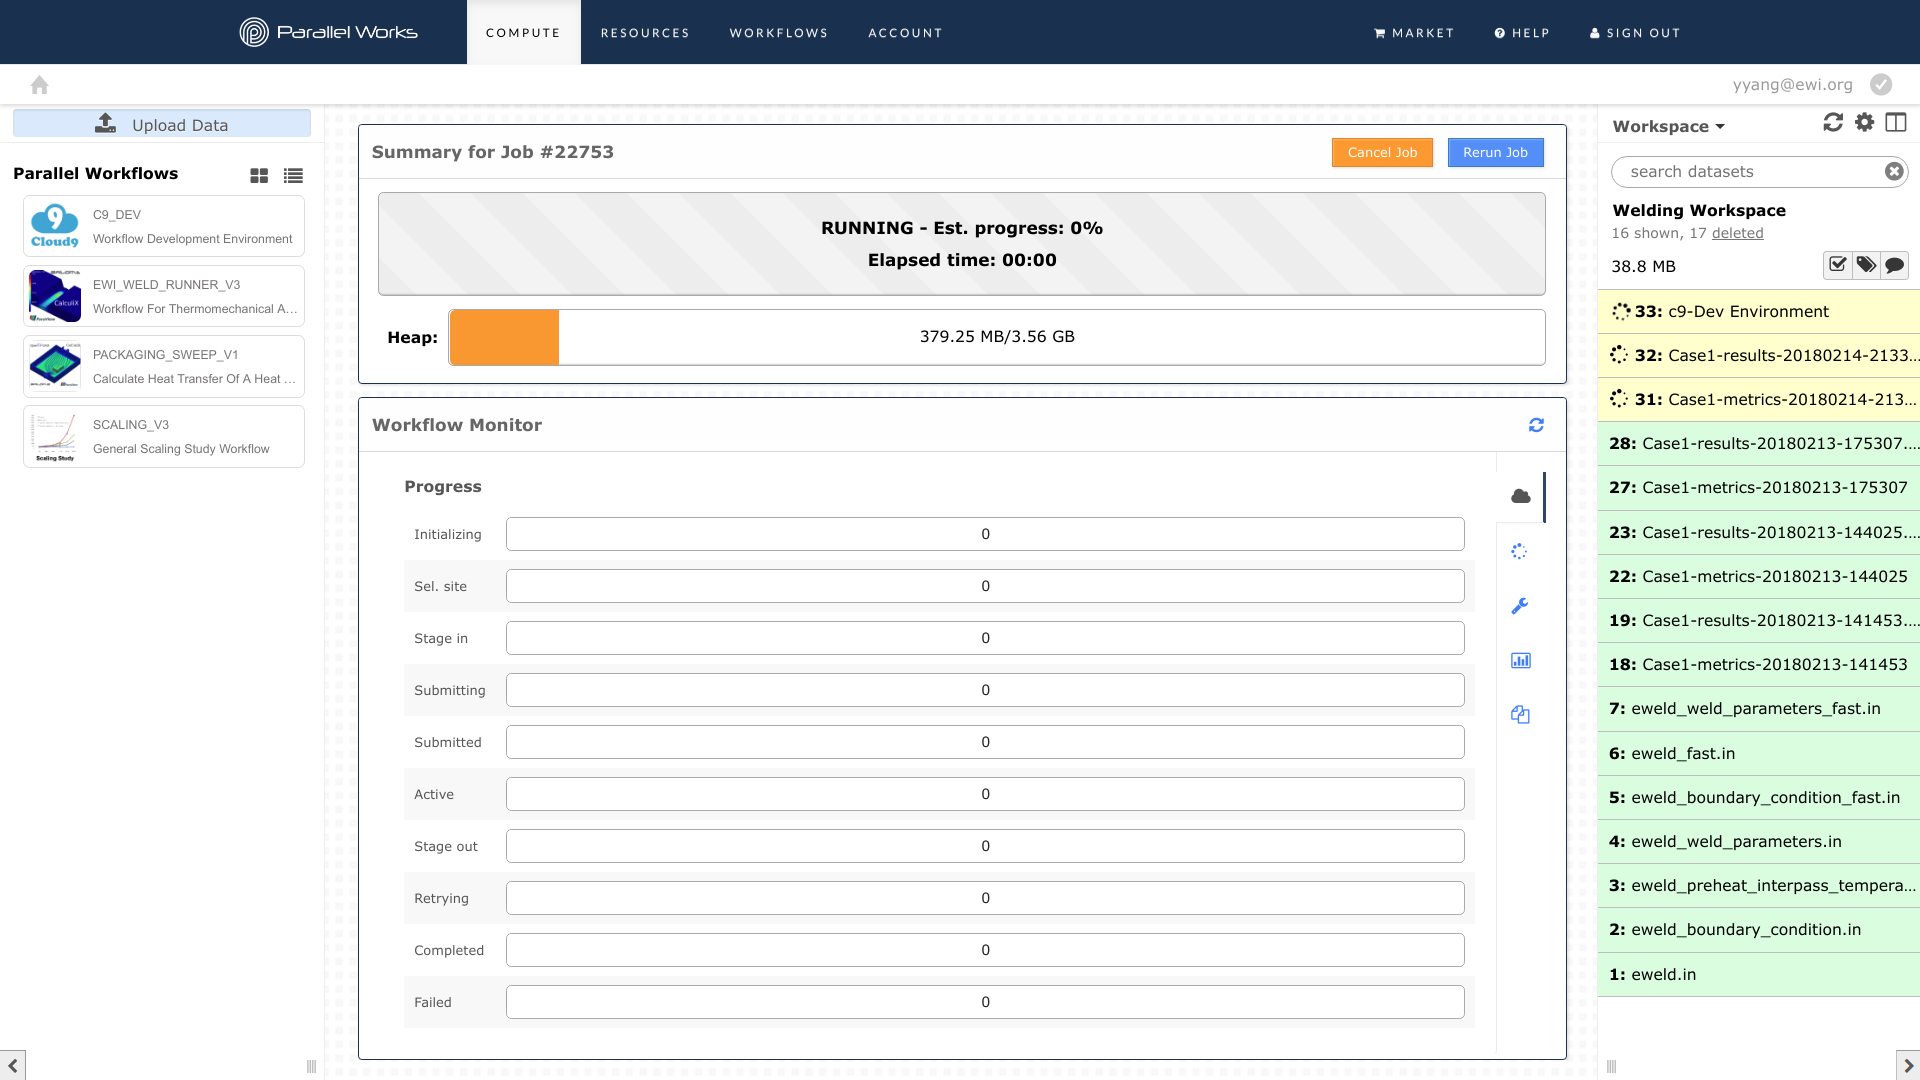 Parallel Works
COMPUTE
RESOURCES
WORKFLOWS
ACCOUNT
MARKET
HELP
SIGN OUT
yyang@ewi.org
Upload Data
Parallel Workflows
9
Cloud9
C9_DEV
Workflow Development Environment
CalculiX
ParaView
EWI_WELD_RUNNER_V3
Workflow For Thermomechanical A...
PACKAGING_SWEEP_V1
Calculate Heat Transfer Of A Heat ...
Scaling Study
SCALING_V3
General Scaling Study Workflow
Summary for Job #22753
Cancel Job
Rerun Job
RUNNING - Est. progress: 0%
Elapsed time: 00:00
Heap:
379.25 MB/3.56 GB
Workflow Monitor
Progress
Initializing 0
Sel. site 0
Stage in 0
Submitting 0
Submitted 0
Active 0
Stage out 0
Retrying 0
Completed 0
Failed 0
Workspace
search datasets
Welding Workspace
16 shown, 17 deleted
38.8 MB
33: c9-Dev Environment
32: Case1-results-20180214-2133...
31: Case1-metrics-20180214-213...
28: Case1-results-20180213-175307....
27: Case1-metrics-20180213-175307
23: Case1-results-20180213-144025....
22: Case1-metrics-20180213-144025
19: Case1-results-20180213-141453....
18: Case1-metrics-20180213-141453
7: eweld_weld_parameters_fast.in
6: eweld_fast.in
5: eweld_boundary_condition_fast.in
4: eweld_weld_parameters.in
3: eweld_preheat_interpass_tempera...
2: eweld_boundary_condition.in
1: eweld.in